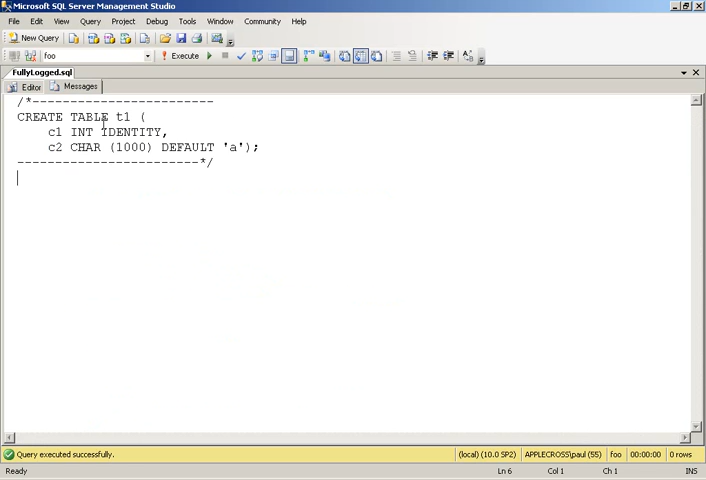 Microsoft SQL Server Management Studio
File Edit View Query Project Debug Tools Window Community Help
New Query
foo Execute
FullyLogged.sql
Editor Messages
/*------------------------
CREATE TABLE t1 (
c1 INT IDENTITY,
c2 CHAR (1000) DEFAULT 'a');
------------------------*/
Query executed successfully. (local) (10.0 SP2) APPLECROSS\paul (55) foo 00:00:00 0 rows
Ready Ln 6 Col 1 Ch 1 INS